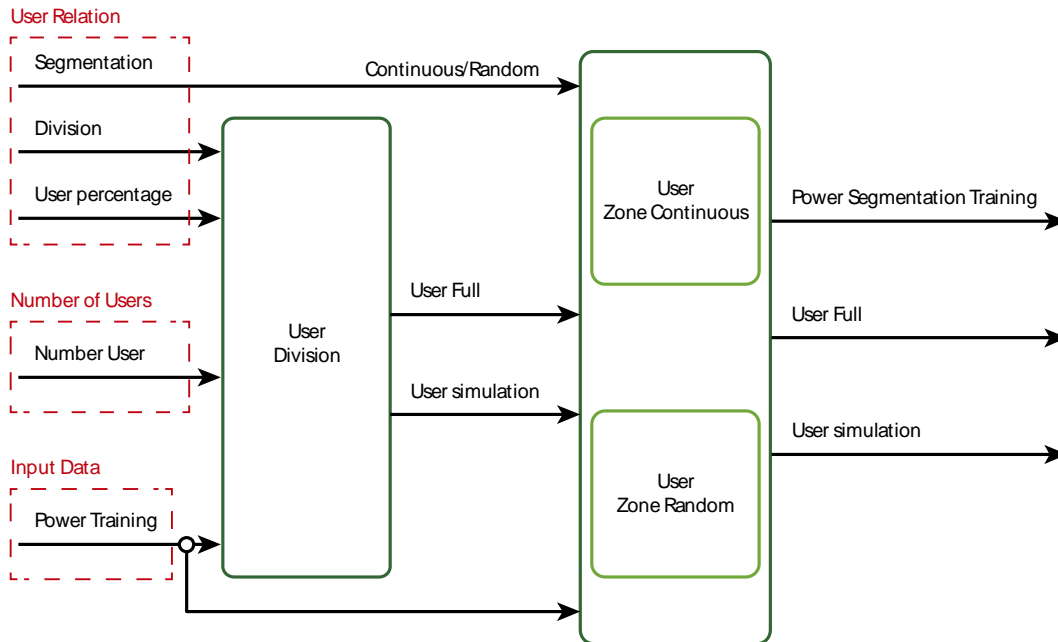 User Relation
Segmentation
Continuous/Random
Division
User percentage
User
Zone Continuous
Power Segmentation Training
Number of Users
User Full
User Full
Number User
User
Division
User simulation
User simulation
Input Data
Power Training
User
Zone Random